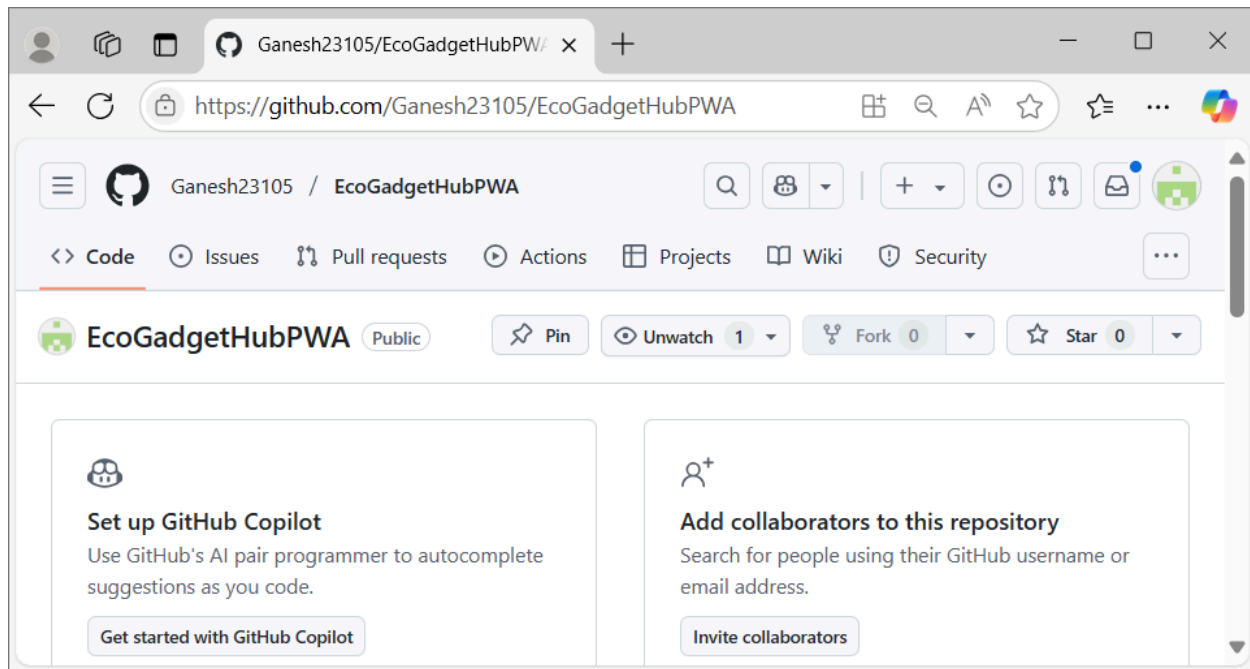 Ganesh23105/EcoGadgetHubPWA
https://github.com/Ganesh23105/EcoGadgetHubPWA
Ganesh23105 / EcoGadgetHubPWA
Code Issues Pull requests Actions Projects Wiki Security
EcoGadgetHubPWA Public Pin Unwatch 1 Fork 0 Star 0
Set up GitHub Copilot
Use GitHub's AI pair programmer to autocomplete
suggestions as you code.
Get started with GitHub Copilot
Add collaborators to this repository
Search for people using their GitHub username or
email address.
Invite collaborators